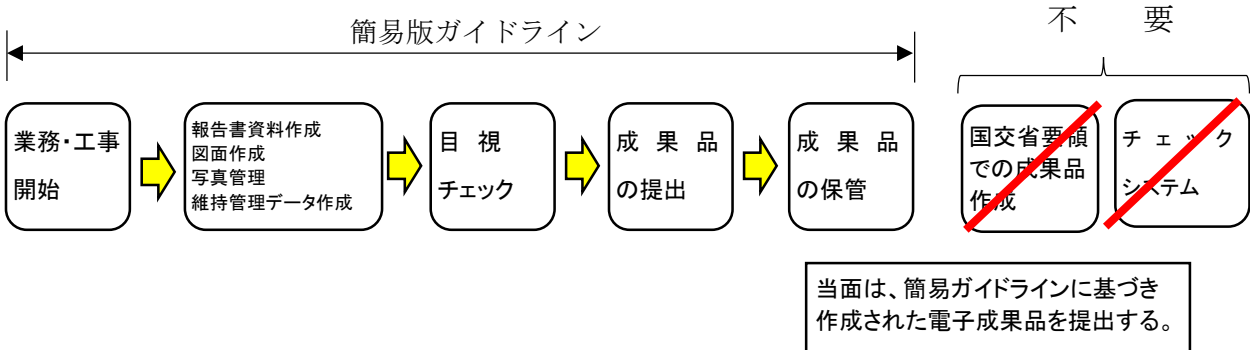 簡易版ガイドライン
不 要
業務・工事
開始
報告書資料作成
図面作成
写真管理
維持管理データ作成
目 視
チェック
成 果 品
の提出
成 果 品
の保管
国交省要領
での成果品
作成
チ ェ ッ ク
システム
当面は、簡易ガイドラインに基づき
作成された電子成果品を提出する。